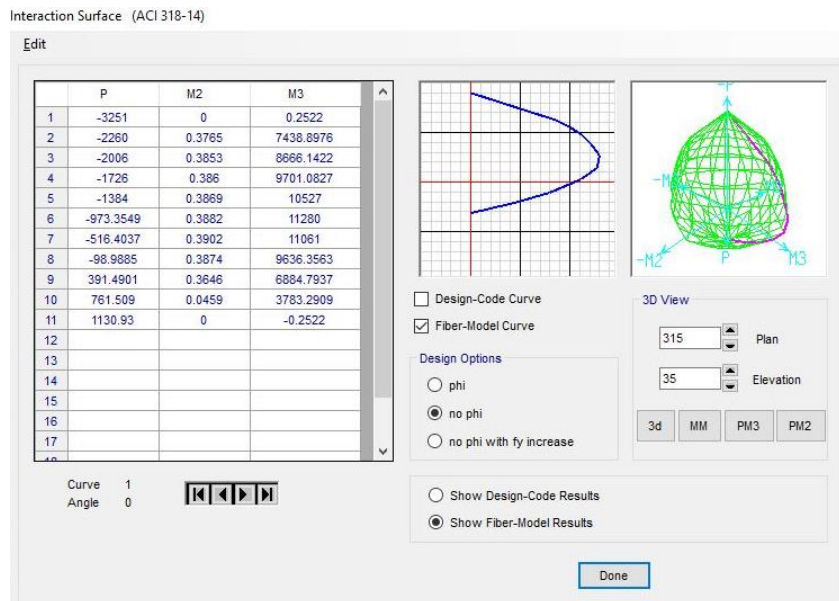 Interaction Surface (ACI 318-14)
Edit
P M2 M3
1 -3251 0 0.2522
2 -2260 0.3765 7438.8976
3 -2006 0.3853 8666.1422
4 -1726 0.386 9701.0827
5 -1384 0.3869 10527
6 -973.3549 0.3882 11280
7 -516.4037 0.3902 11061
8 -98.9885 0.3874 9636.3563
9 391.4901 0.3646 6884.7937
10 761.509 0.0459 3783.2909
11 1130.93 0 -0.2522
12
13
14
15
16
17
Curve 1
Angle 0
-P
-M2
P
M3
Design-Code Curve
Fiber-Model Curve
Design Options
phi
no phi
no phi with fy increase
3D View
315 Plan
35 Elevation
3d MM PM3 PM2
Show Design-Code Results
Show Fiber-Model Results
Done